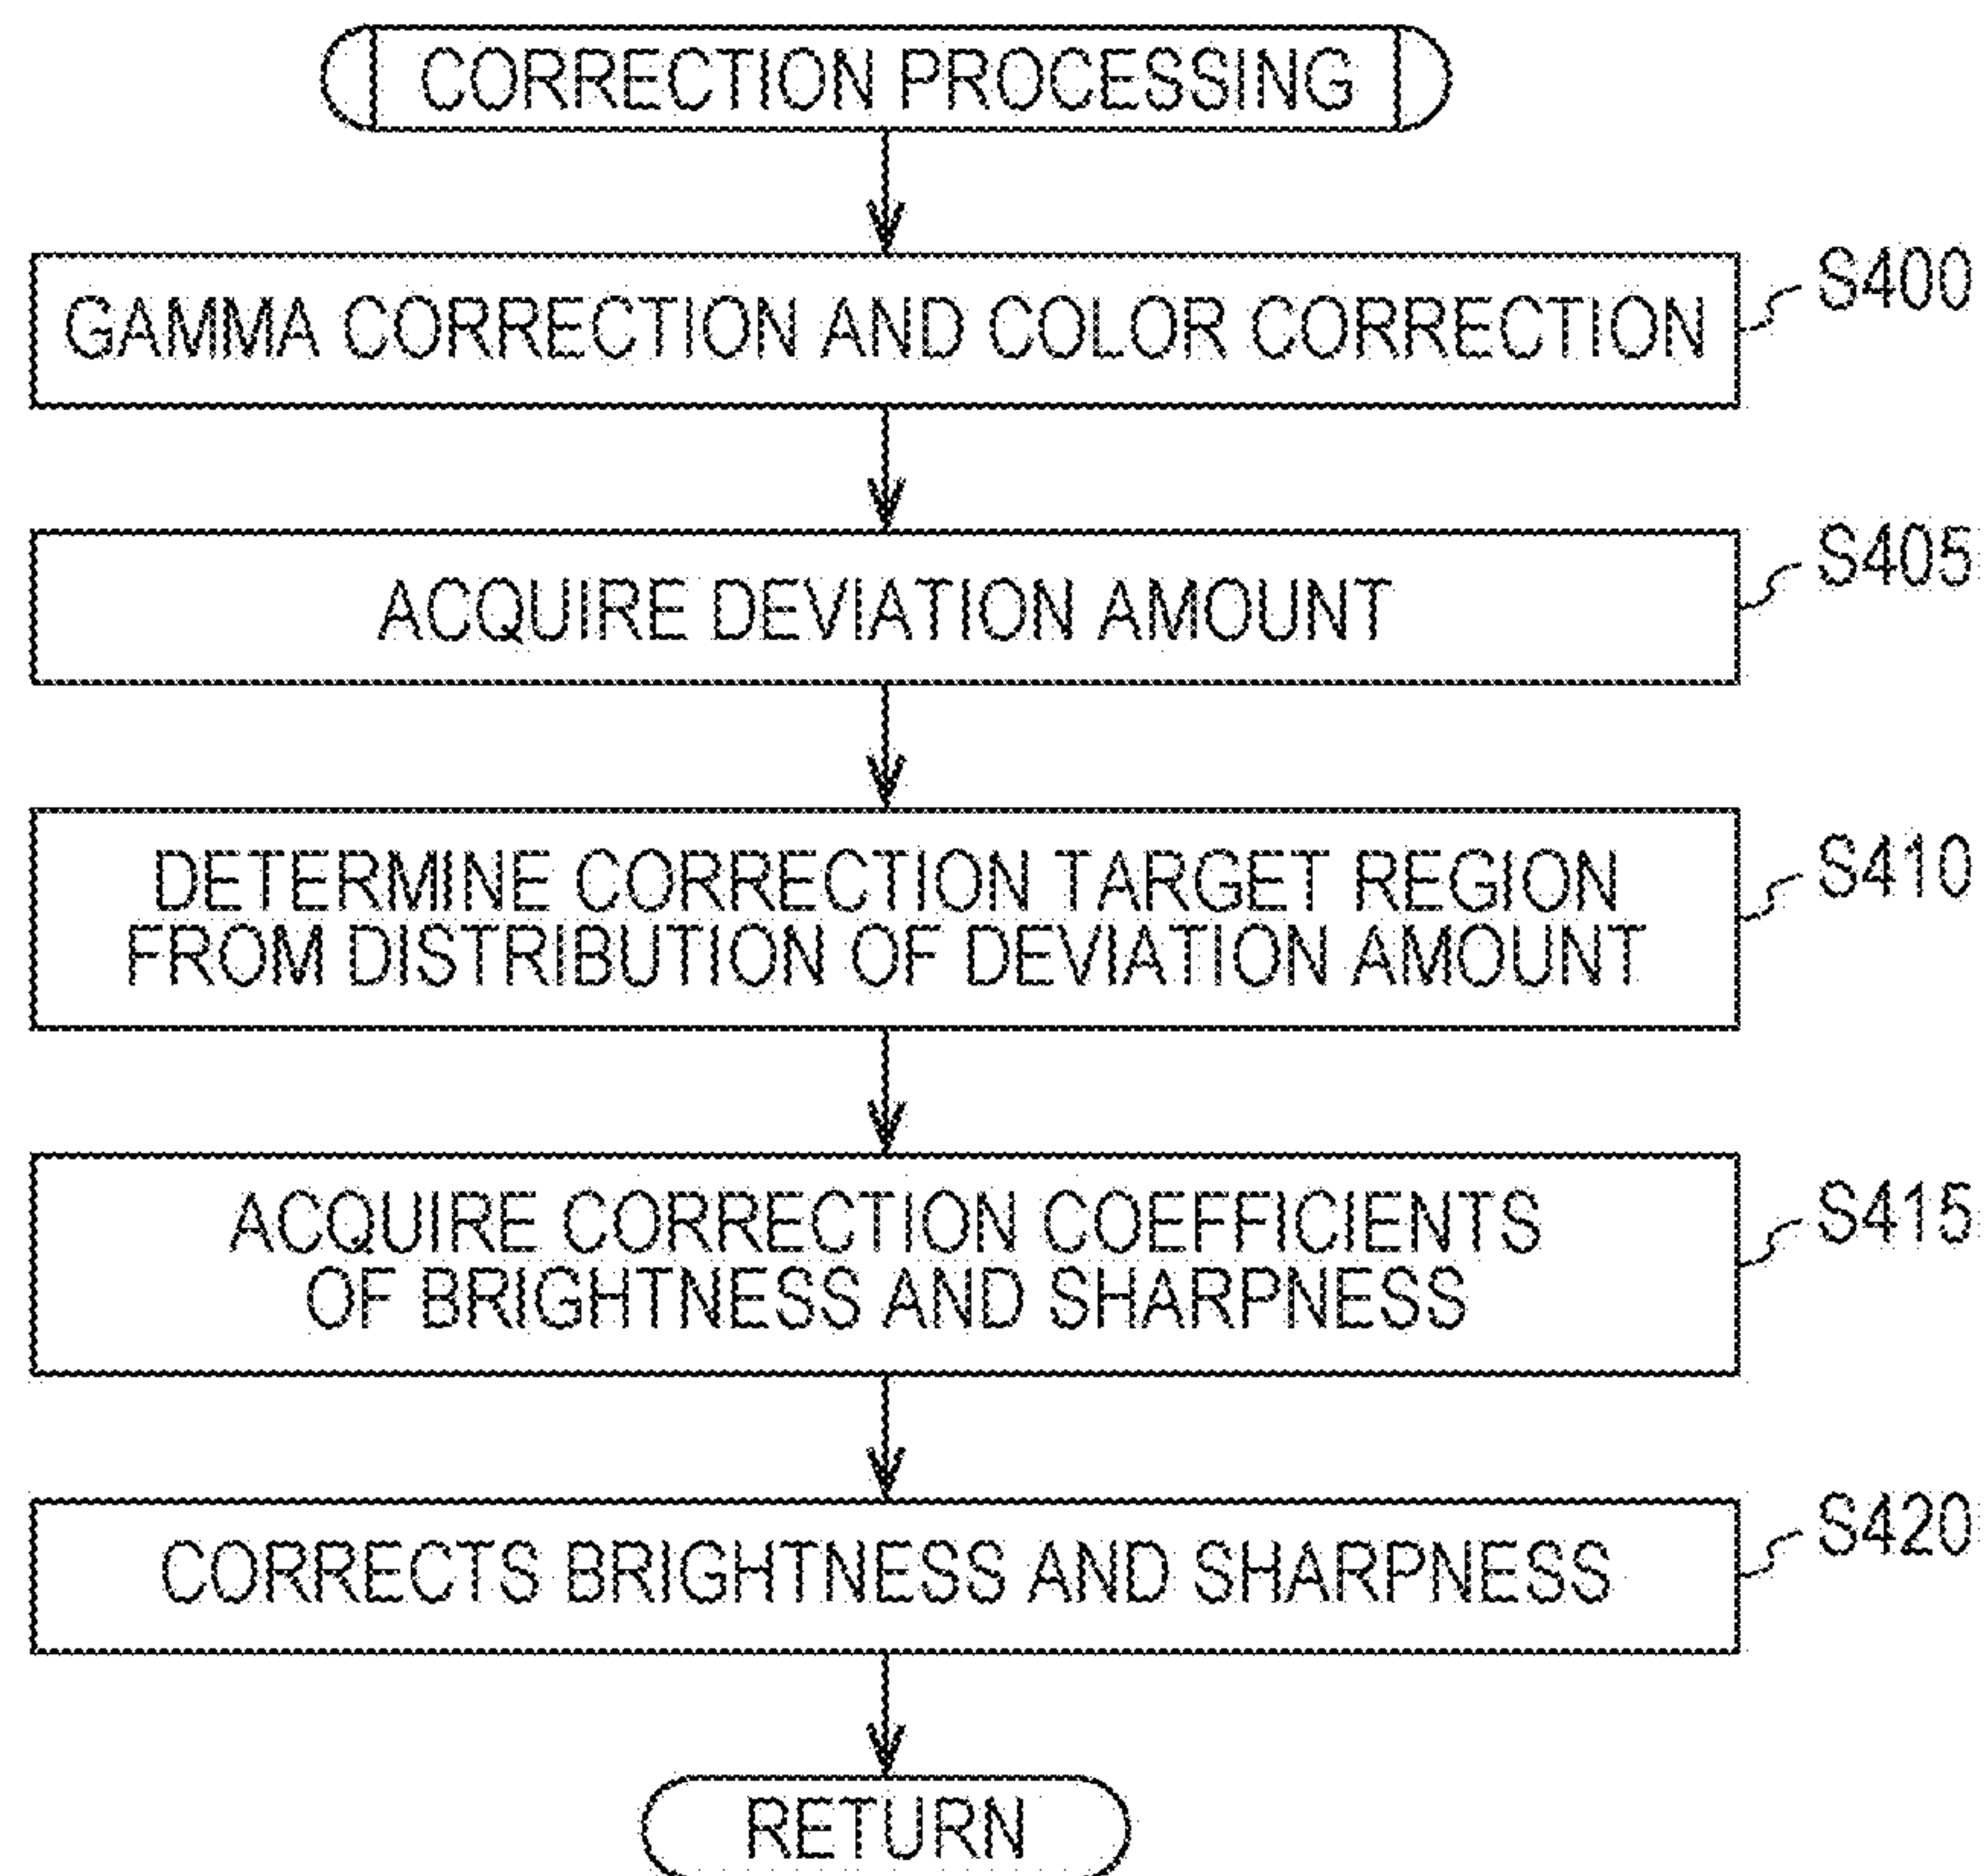 CORRECTION PROCESSING
GAMMA CORRECTION AND COLOR CORRECTION
S400
ACQUIRE DEVIATION AMOUNT
S405
DETERMINE CORRECTION TARGET REGION
FROM DISTRIBUTION OF DEVIATION AMOUNT
S410
ACQUIRE CORRECTION COEFFICIENTS
OF BRIGHTNESS AND SHARPNESS
S415
CORRECTS BRIGHTNESS AND SHARPNESS
S420
RETURN